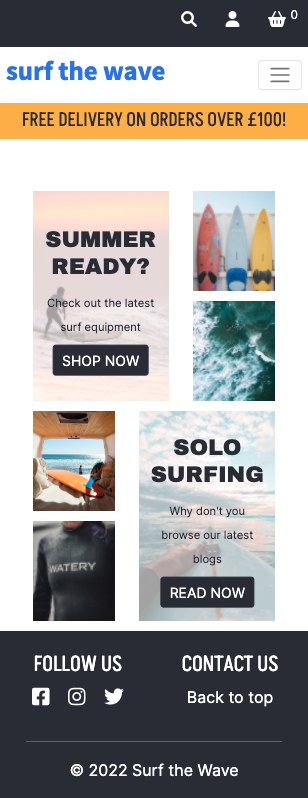 0
surf the wave
FREE DELIVERY ON ORDERS OVER £100!
SUMMER
READY?
Check out the latest
surf equipment
SHOP NOW
WATERY
SOLO
SURFING
Why don't you
browse our latest
blogs
READ NOW
FOLLOW US
CONTACT US
Back to top
© 2022 Surf the Wave